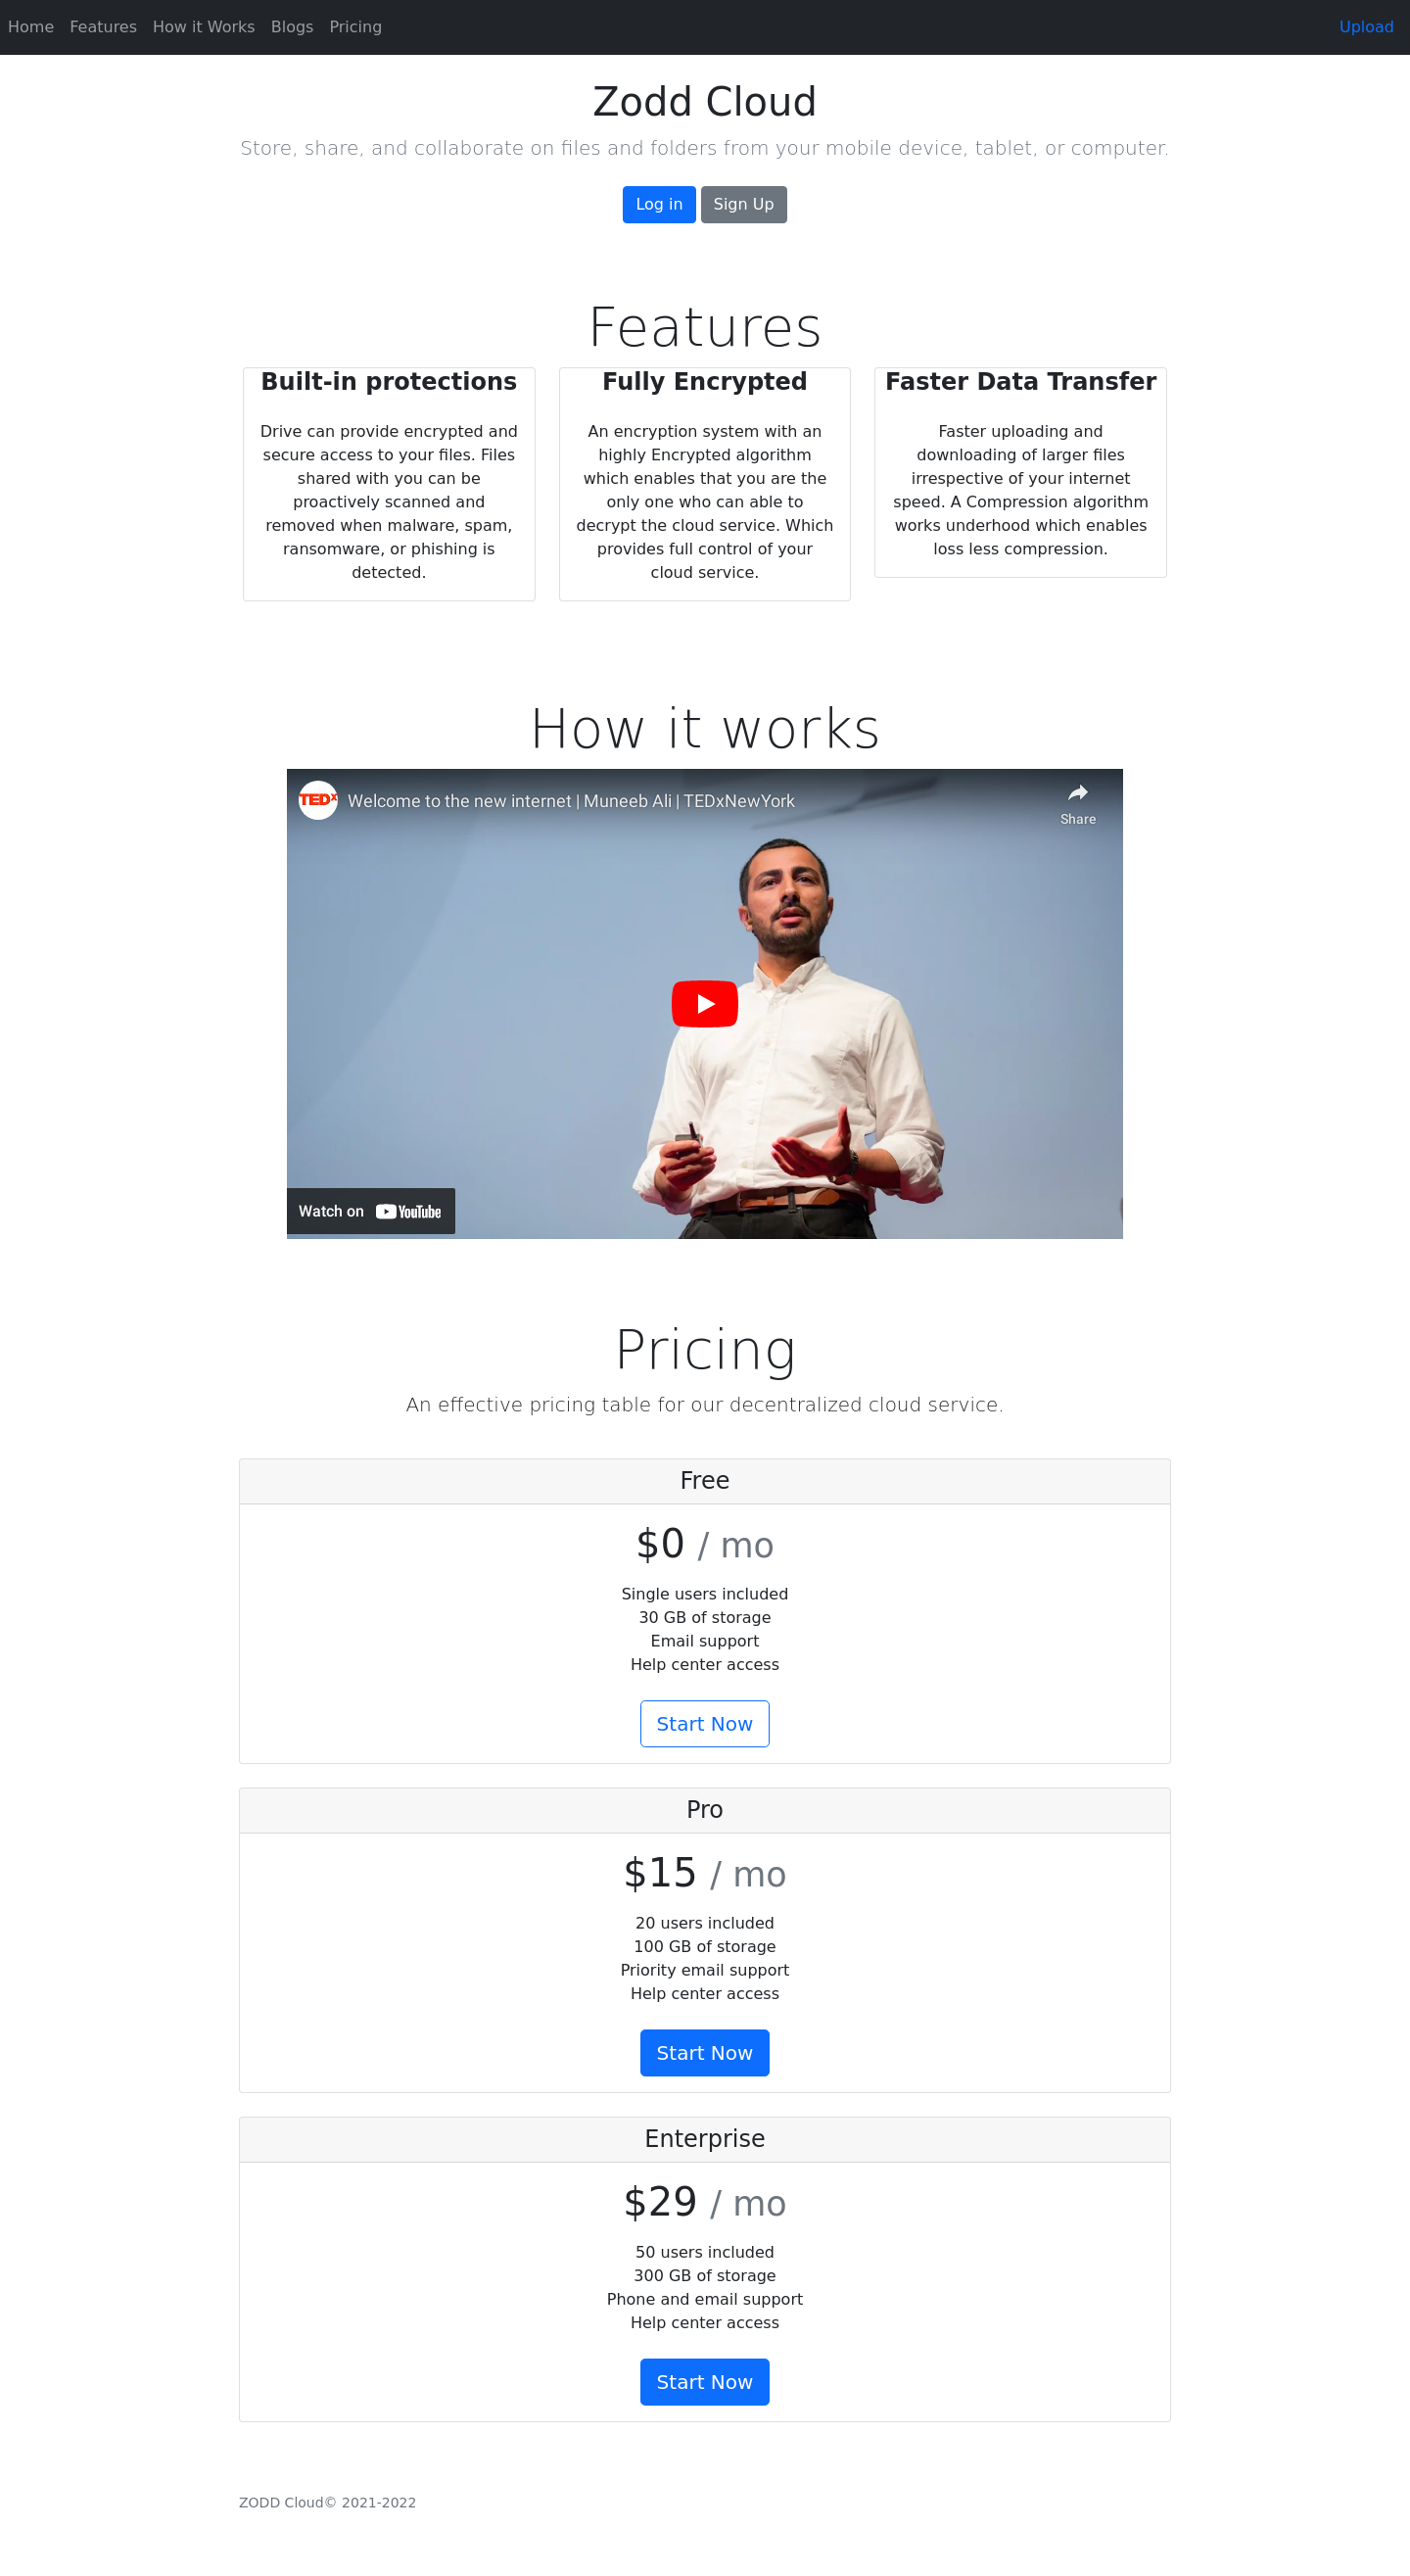 Home Features How it Works Blogs Pricing Upload
Zodd Cloud
Store, share, and collaborate on files and folders from your mobile device, tablet, or computer.
Log in Sign Up
Features
Built-in protections
Drive can provide encrypted and
secure access to your files. Files
shared with you can be
proactively scanned and
removed when malware, spam,
ransomware, or phishing is
detected.
Fully Encrypted
An encryption system with an
highly Encrypted algorithm
which enables that you are the
only one who can able to
decrypt the cloud service. Which
provides full control of your
cloud service.
Faster Data Transfer
Faster uploading and
downloading of larger files
irrespective of your internet
speed. A Compression algorithm
works underhood which enables
loss less compression.
How it works
TEDx Welcome to the new internet | Muneeb Ali | TEDxNewYork
Share
Watch on YouTube
Pricing
An effective pricing table for our decentralized cloud service.
Free
$0 / mo
Single users included
30 GB of storage
Email support
Help center access
Start Now
Pro
$15 / mo
20 users included
100 GB of storage
Priority email support
Help center access
Start Now
Enterprise
$29 / mo
50 users included
300 GB of storage
Phone and email support
Help center access
Start Now
ZODD Cloud© 2021-2022